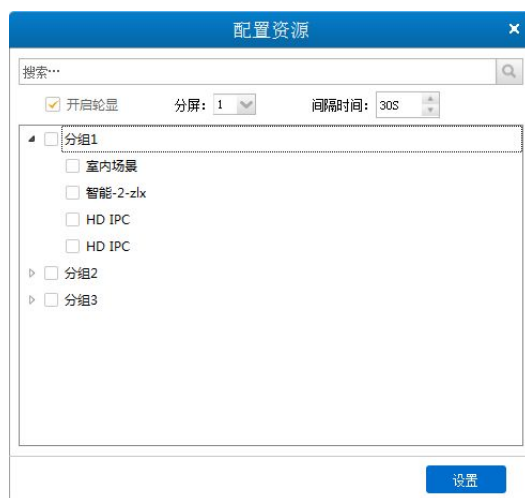 配置资源
搜索…
开启轮显 分屏： 1 间隔时间： 30S
分组1
室内场景
智能-2-zlx
HD IPC
HD IPC
分组2
分组3
设置